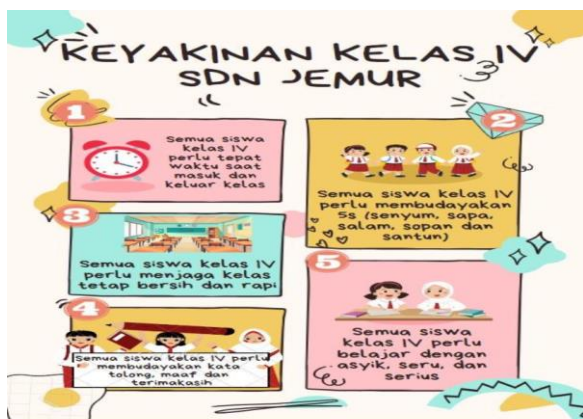 KEYAKINAN KELAS IV
SDN JEMUR
1
Semua siswa
kelas IV
perlu tepat
waktu saat
masuk dan
keluar kelas
2
Semua siswa kelas IV
perlu membudayakan
5s (senyum, sapa,
salam, sopan dan
santun)
3
Semua siswa kelas IV
perlu menjaga kelas
tetap bersih dan rapi
4
Semua siswa kelas IV perlu
membudayakan kata
tolong, maaf dan
terimakasih
5
Semua siswa
kelas IV perlu
belajar dengan
asyik, seru, dan
serius